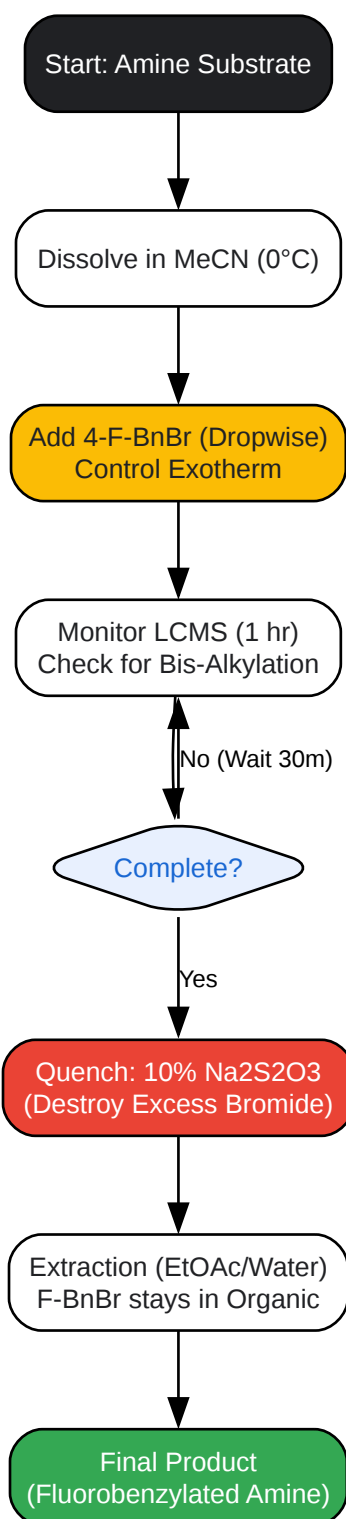 Start: Amine Substrate
Dissolve in MeCN (0°C)
Add 4-F-BnBr (Dropwise)
Control Exotherm
Monitor LCMS (1 hr)
Check for Bis-Alkylation
No (Wait 30m)
Complete?
Yes
Quench: 10% Na2S2O3
(Destroy Excess Bromide)
Extraction (EtOAc/Water)
F-BnBr stays in Organic
Final Product
(Fluorobenzylated Amine)